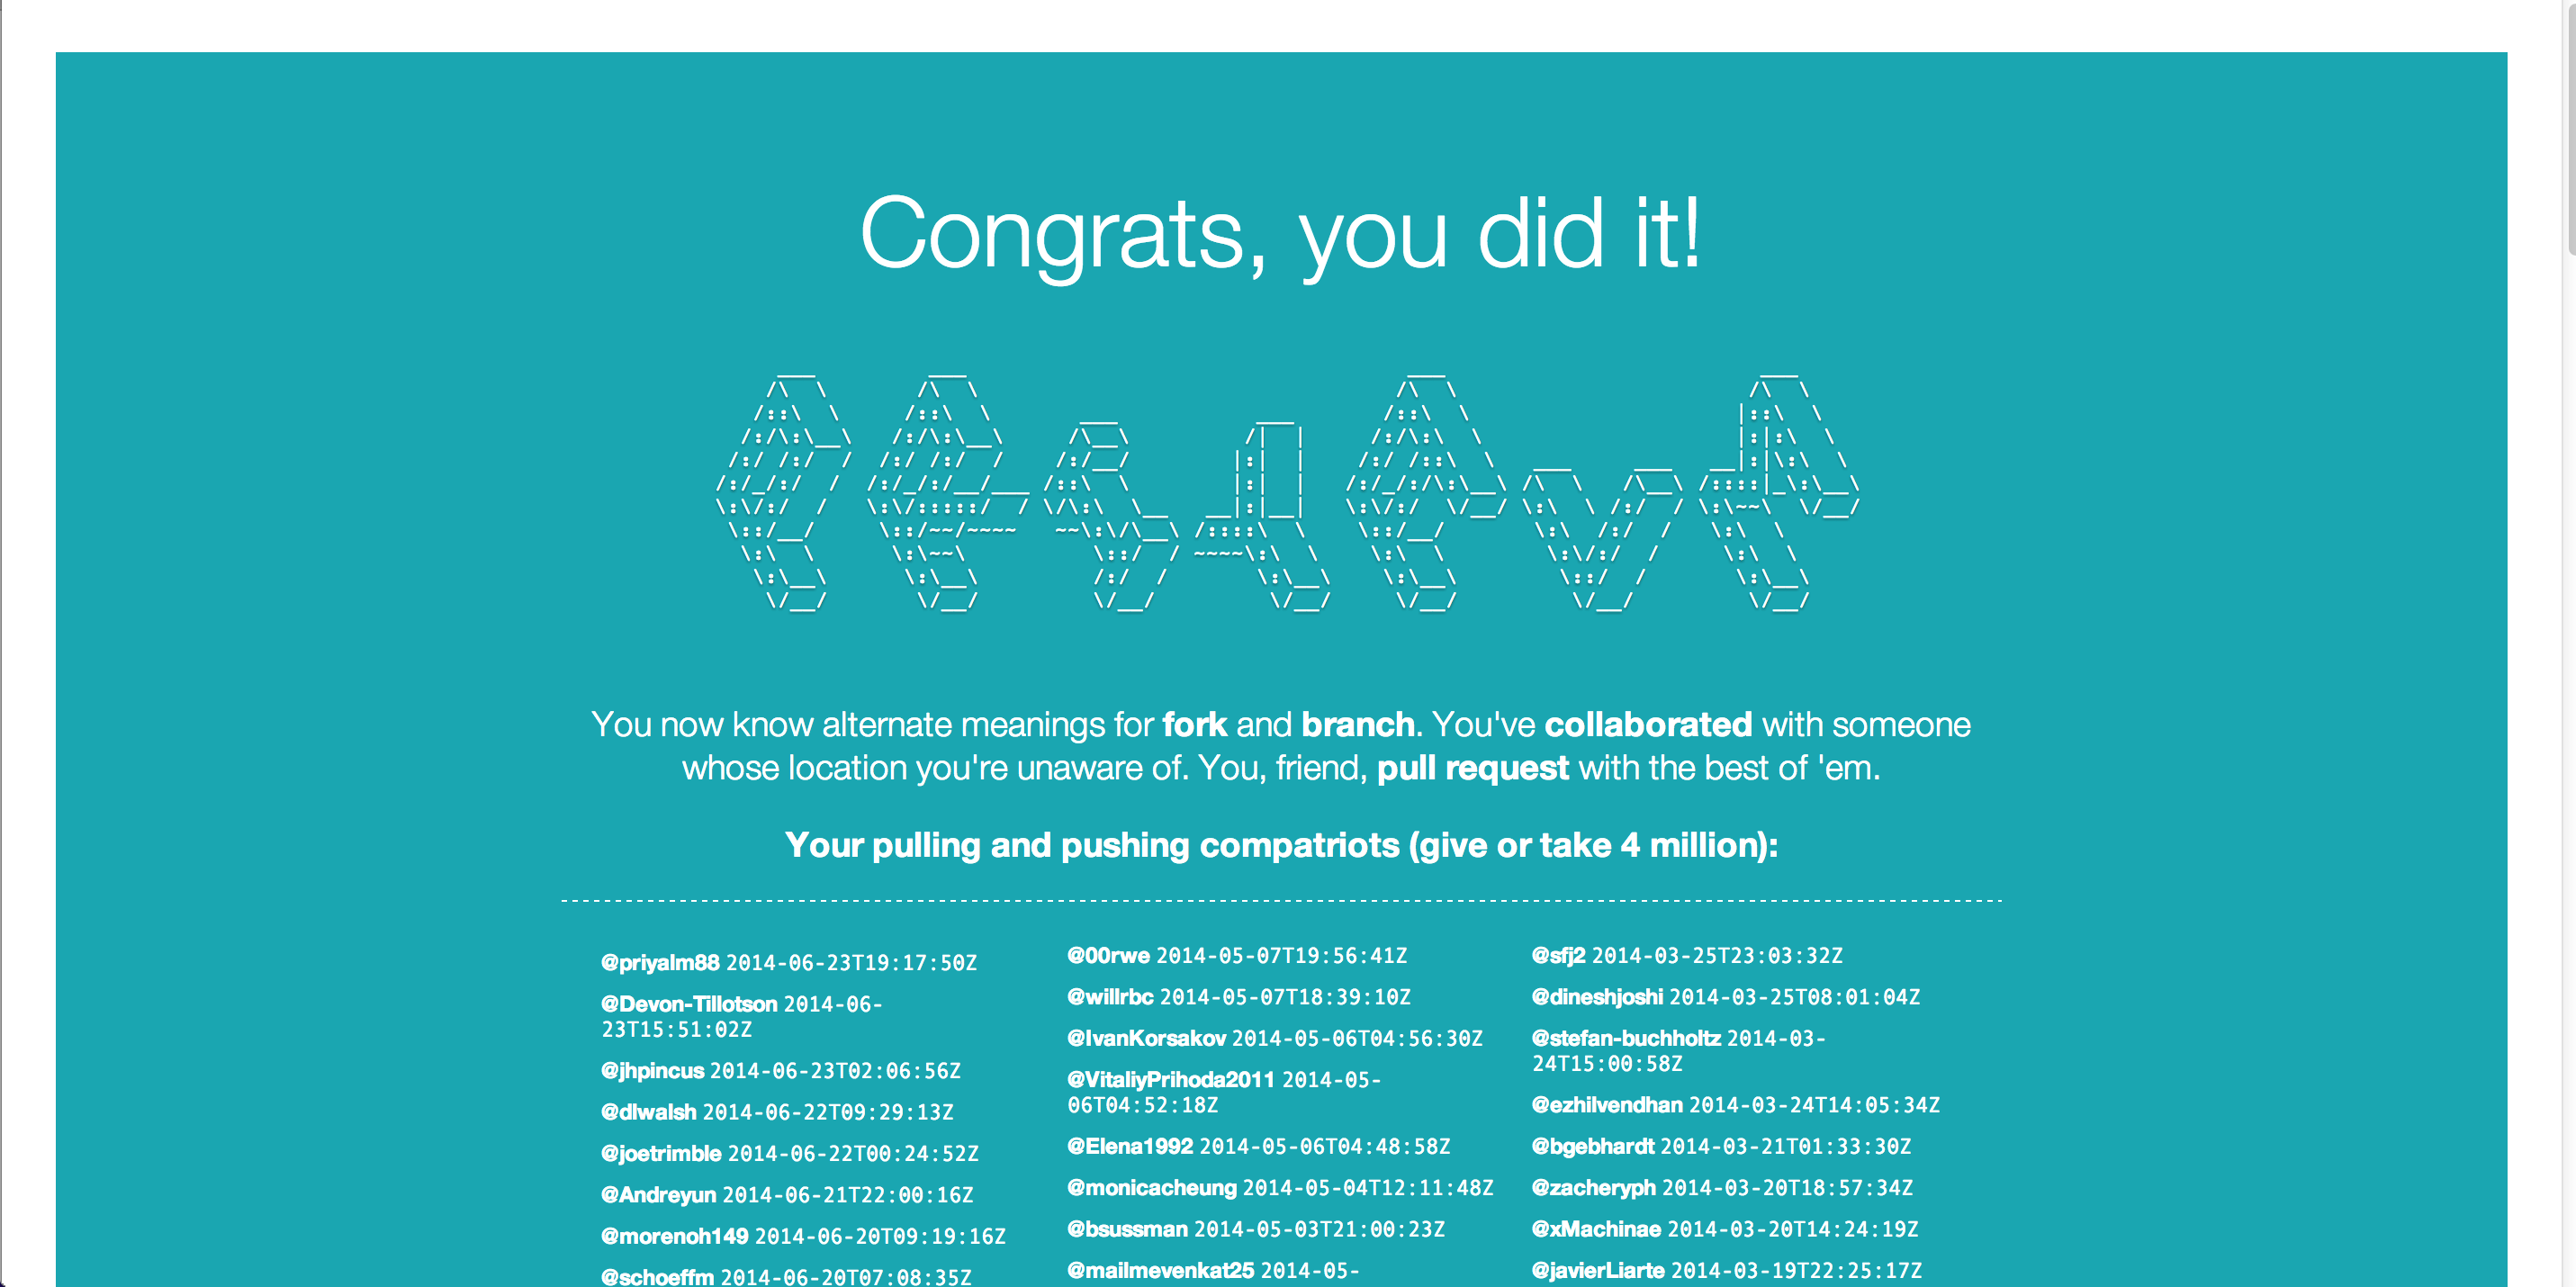 Congrats, you did it!
You now know alternate meanings for fork and branch. You've collaborated with someone
whose location you're unaware of. You, friend, pull request with the best of 'em.
Your pulling and pushing compatriots (give or take 4 million):
@priyalm88 2014-06-23T19:17:50Z
@Devon-Tillotson 2014-06-
23T15:51:02Z
@jhpincus 2014-06-23T02:06:56Z
@dlwalsh 2014-06-22T09:29:13Z
@joetrimble 2014-06-22T00:24:52Z
@Andreyun 2014-06-21T22:00:16Z
@morenoh149 2014-06-20T09:19:16Z
@schoeffm 2014-06-20T07:08:35Z
@00rwe 2014-05-07T19:56:41Z
@willrbc 2014-05-07T18:39:10Z
@IvanKorsakov 2014-05-06T04:56:30Z
@VitaliyPrihoda2011 2014-05-
06T04:52:18Z
@Elena1992 2014-05-06T04:48:58Z
@monicacheung 2014-05-04T12:11:48Z
@bsussman 2014-05-03T21:00:23Z
@mailmevenkat25 2014-05-
@sfj2 2014-03-25T23:03:32Z
@dineshjoshi 2014-03-25T08:01:04Z
@stefan-buchholtz 2014-03-
24T15:00:58Z
@ezhilvendhan 2014-03-24T14:05:34Z
@bgebhardt 2014-03-21T01:33:30Z
@zacheryph 2014-03-20T18:57:34Z
@xMachinae 2014-03-20T14:24:19Z
@javierLiarte 2014-03-19T22:25:17Z